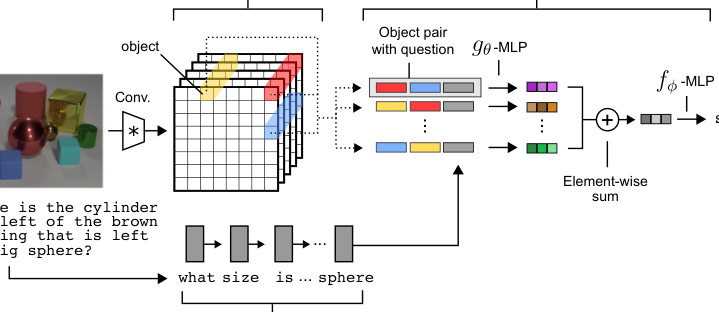 Object pair
with question
gθ-MLP
object
fϕ-MLP
Conv.
*
...
+
s
Element-wise
sum
e is the cylinder
left of the brown
ing that is left
ig sphere?
...
what size is ... sphere